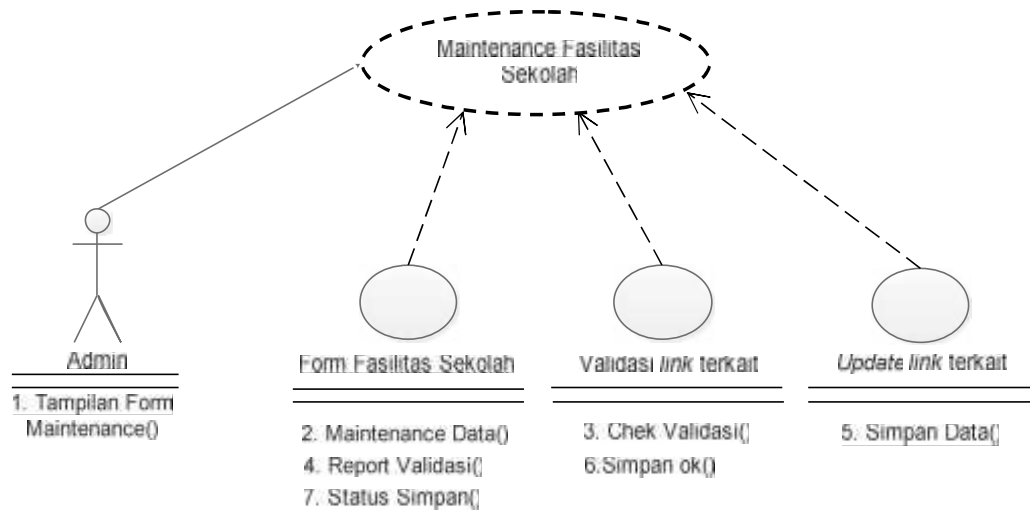 Maintenance Fasilitas
Sekolah
Admin
1. Tampilan Form
Maintenance()
Form Fasilitas Sekolah
2. Maintenance Data()
4. Report Validasi()
7. Status Simpan()
Validasi link terkait
3. Chek Validasi()
6.Simpan ok()
Update link terkait
5. Simpan Data()